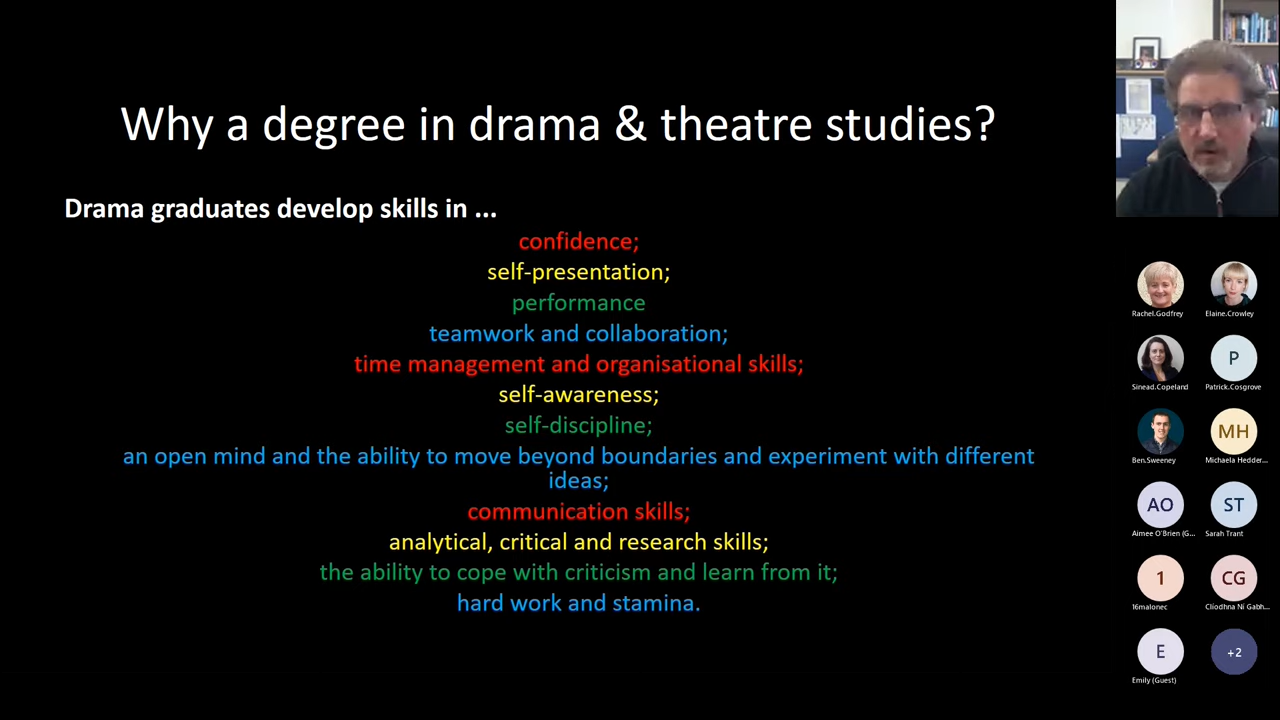 Why a degree in drama & theatre studies?
Drama graduates develop skills in ...
confidence;
self-presentation;
performance
teamwork and collaboration;
time management and organisational skills;
self-awareness;
self-discipline;
an open mind and the ability to move beyond boundaries and experiment with different
ideas;
communication skills;
analytical, critical and research skills;
the ability to cope with criticism and learn from it;
hard work and stamina.
Rachel.Godfrey
Elaine.Crowley
Sinead.Copeland
P
Patrick.Cosgrove
Ben.Sweeney
MH
Michaela Hedder...
AO
Aimee O'Brien (G...
ST
Sarah Trant
1
16malonec
CG
Clíodhna Ní Gabh...
E
Emily (Guest)
+2